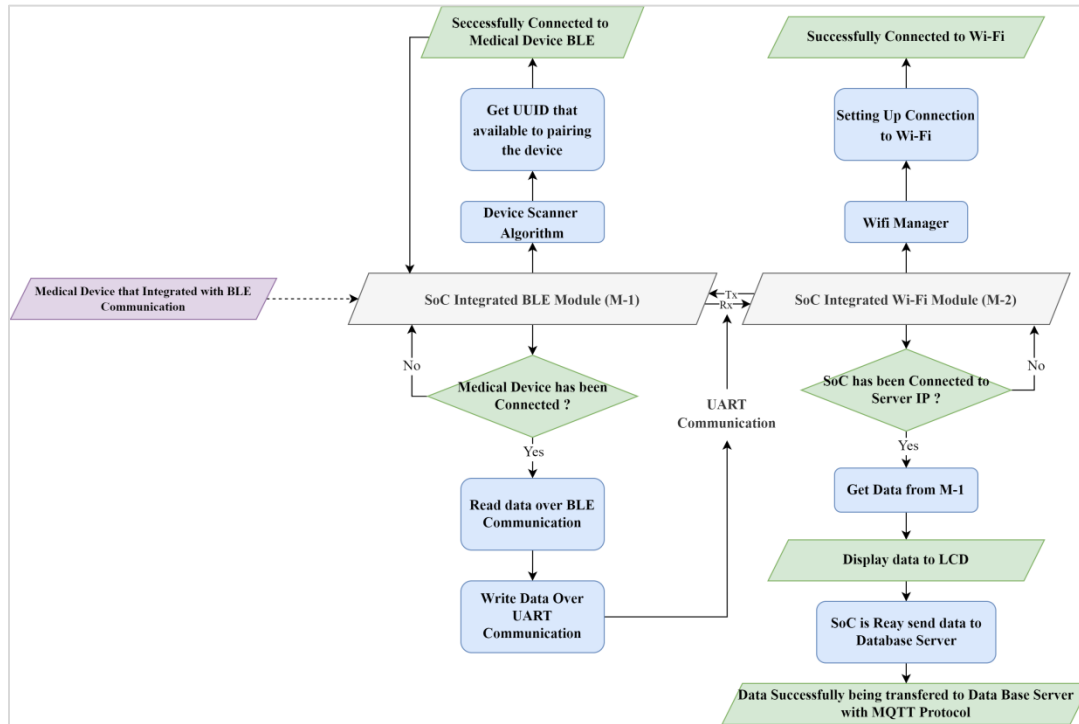 Seccessfully Connected to
Medical Device BLE
Successfully Connected to Wi-Fi
Get UUID that
available to pairing
the device
Setting Up Connection
to Wi-Fi
Device Scanner
Algorithm
Wifi Manager
Medical Device that Integrated with BLE
Communication
SoC Integrated BLE Module (M-1)
Tx
Rx
SoC Integrated Wi-Fi Module (M-2)
No
Medical Device has been
Connected ?
Yes
UART
Communication
SoC has been Connected to
Server IP ?
No
Yes
Read data over BLE
Communication
Get Data from M-1
Write Data Over
UART
Communication
Display data to LCD
SoC is Reay send data to
Database Server
Data Successfully being transfered to Data Base Server
with MQTT Protocol